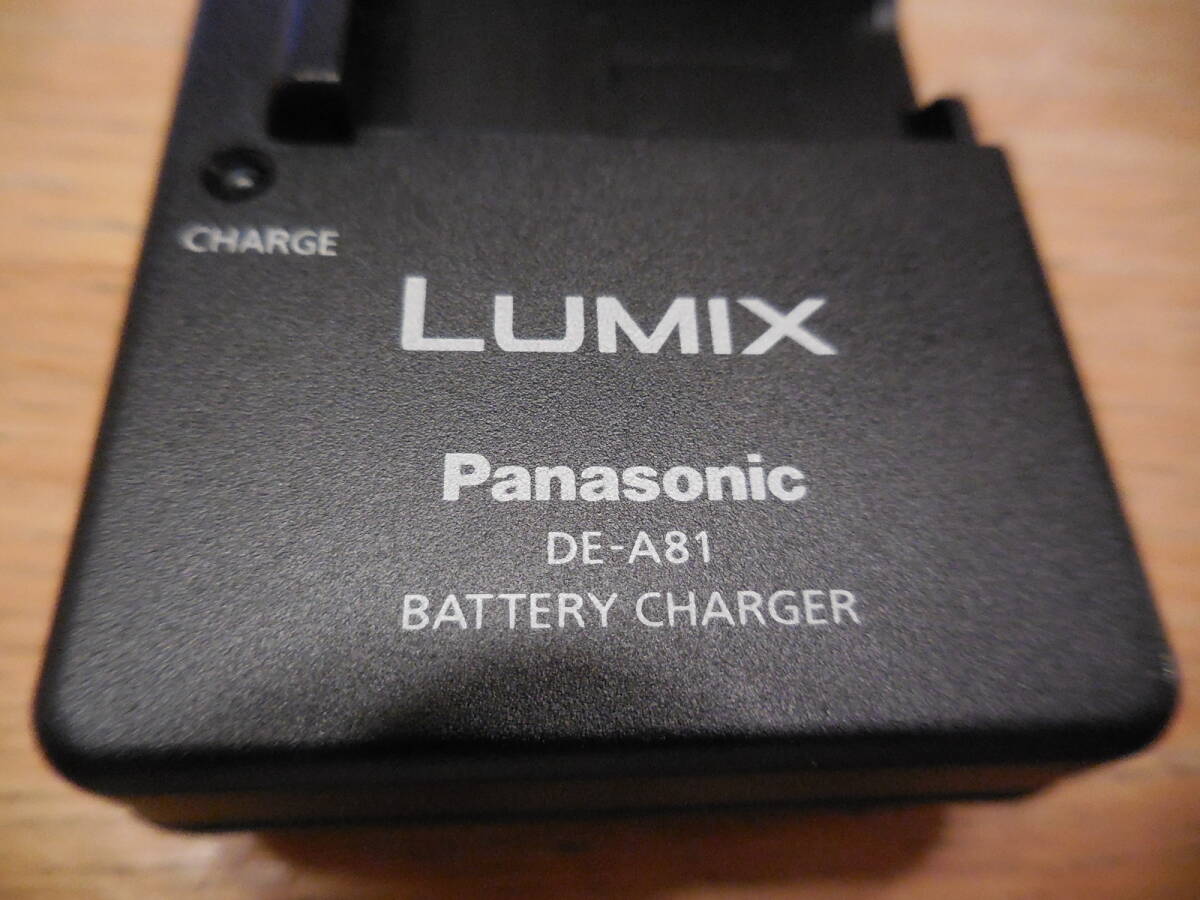 CHARGE
LUMIX
Panasonic
DE-A81
BATTERY CHARGER